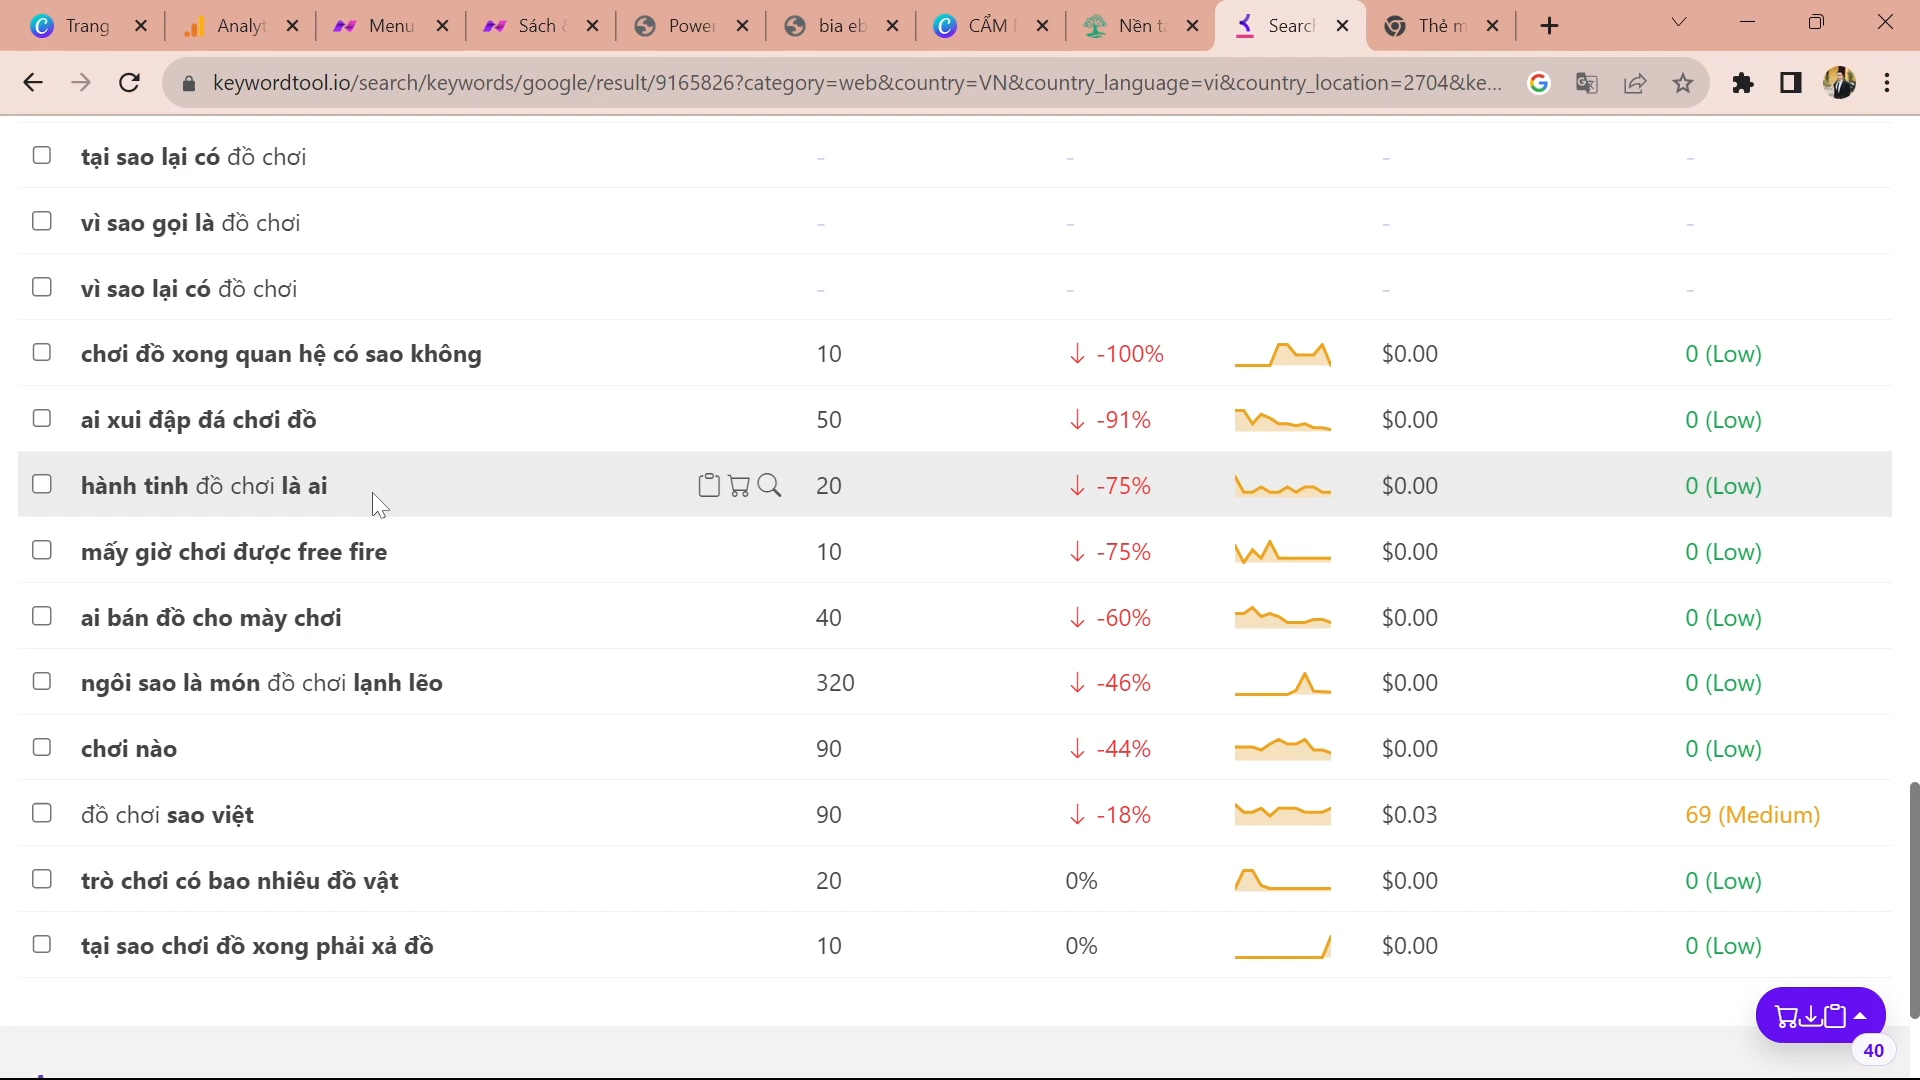 Trang
Analyt
Menu
Sách &
Power
bia eb
CẨM
Nền tả
Search
Thẻ m
keywordtool.io/search/keywords/google/result/9165826?category=web&country=VN&country_language=vi&country_location=2704&ke...
tại sao lại có đồ chơi - - - -
vì sao gọi là đồ chơi - - - -
vì sao lại có đồ chơi - - - -
chơi đồ xong quan hệ có sao không 10 ↓ -100% $0.00 0 (Low)
ai xui đập đá chơi đồ 50 ↓ -91% $0.00 0 (Low)
hành tinh đồ chơi là ai 20 ↓ -75% $0.00 0 (Low)
mấy giờ chơi được free fire 10 ↓ -75% $0.00 0 (Low)
ai bán đồ cho mày chơi 40 ↓ -60% $0.00 0 (Low)
ngôi sao là món đồ chơi lạnh lẽo 320 ↓ -46% $0.00 0 (Low)
chơi nào 90 ↓ -44% $0.00 0 (Low)
đồ chơi sao việt 90 ↓ -18% $0.03 69 (Medium)
trò chơi có bao nhiêu đồ vật 20 0% $0.00 0 (Low)
tại sao chơi đồ xong phải xả đồ 10 0% $0.00 0 (Low)
40